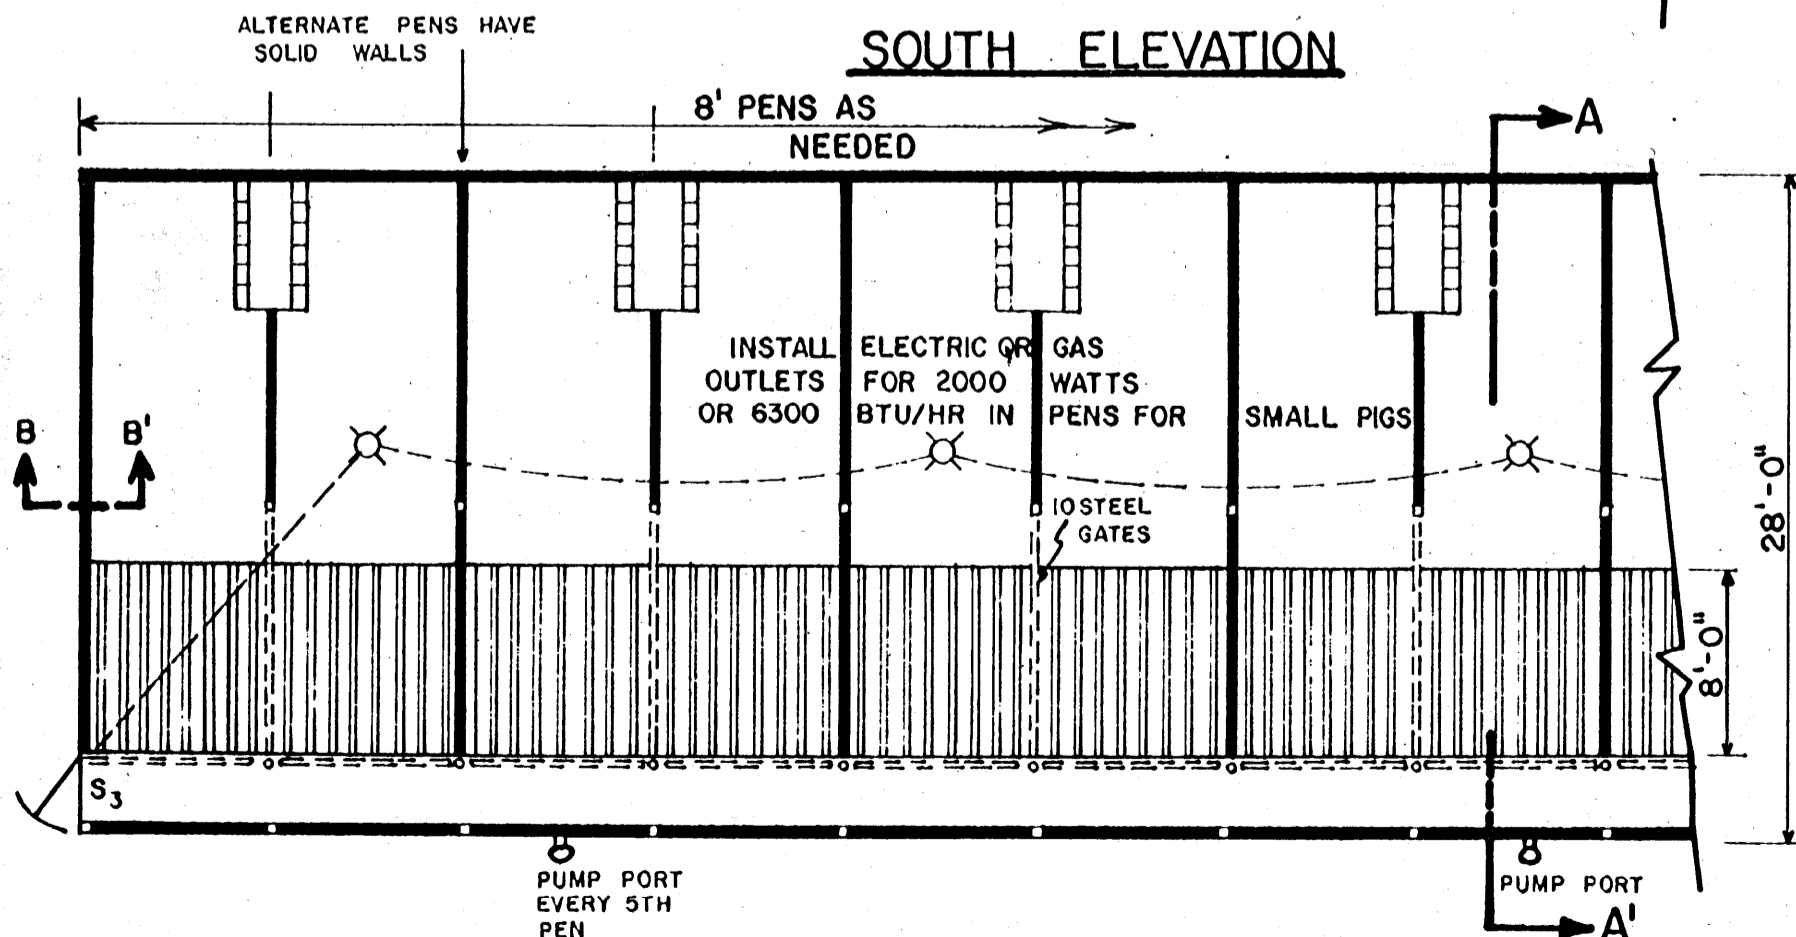 ALTERNATE PENS HAVE
SOLID WALLS
SOUTH ELEVATION
8' PENS AS
NEEDED
A
INSTALL ELECTRIC OR GAS
OUTLETS FOR 2000 WATTS
OR 6300 BTU/HR IN PENS FOR SMALL PIGS
B B'
10 STEEL
GATES
28'-0"
8'-0"
S3
PUMP PORT
EVERY 5TH
PEN
PUMP PORT
A'